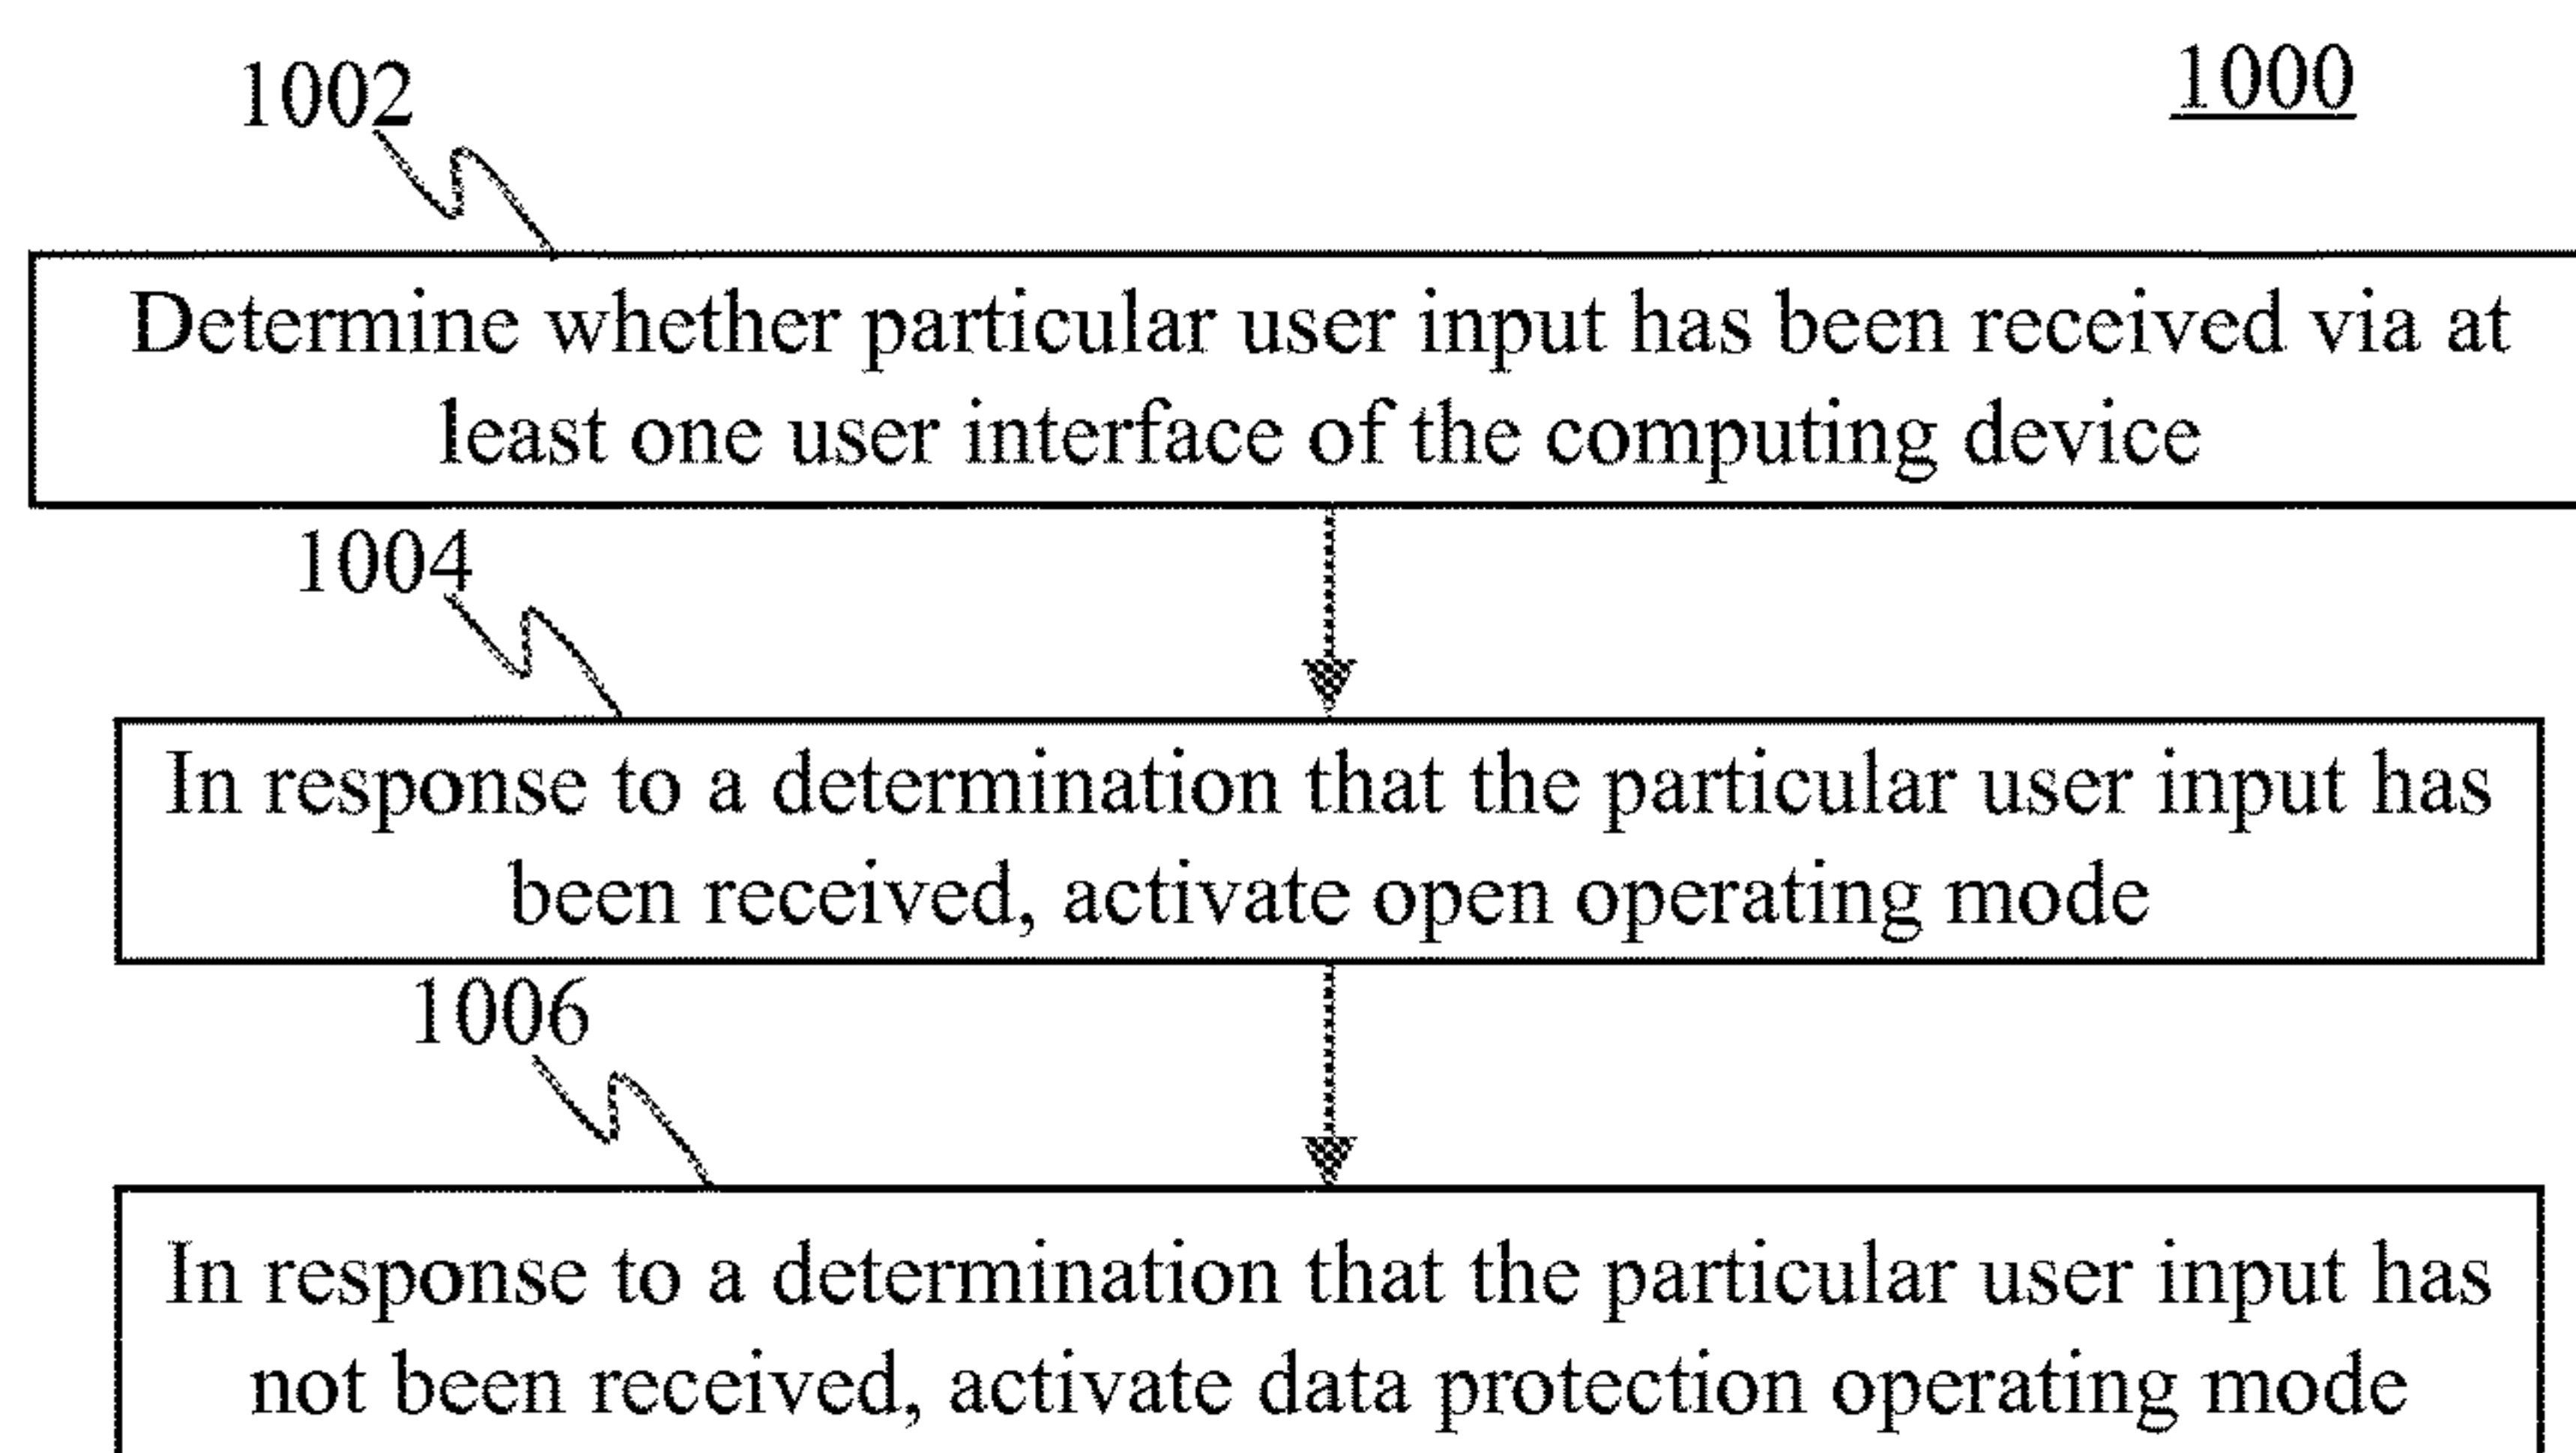 1002
1000
Determine whether particular user input has been received via at
least one user interface of the computing device
1004
In response to a determination that the particular user input has
been received, activate open operating mode
1006
In response to a determination that the particular user input has
not been received, activate data protection operating mode